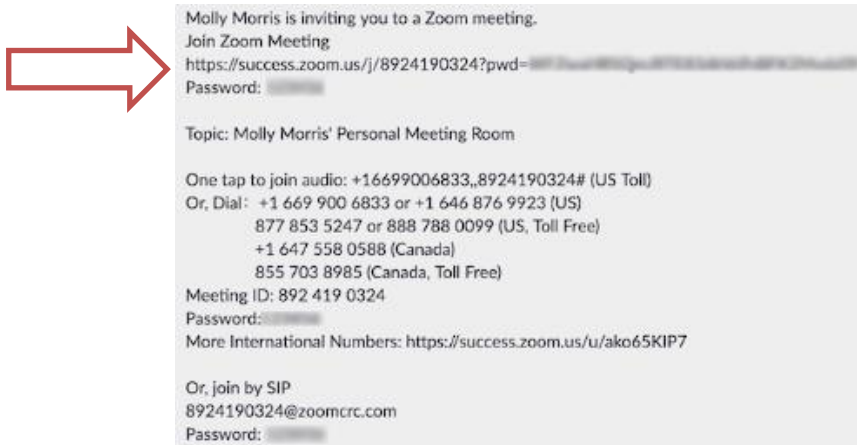 Molly Morris is inviting you to a Zoom meeting.
Join Zoom Meeting
https://success.zoom.us/j/8924190324?pwd=
Password:
Topic: Molly Morris' Personal Meeting Room
One tap to join audio: +16699006833,,8924190324# (US Toll)
Or, Dial: +1 669 900 6833 or +1 646 876 9923 (US)
877 853 5247 or 888 788 0099 (US, Toll Free)
+1 647 558 0588 (Canada)
855 703 8985 (Canada, Toll Free)
Meeting ID: 892 419 0324
Password:
More International Numbers: https://success.zoom.us/u/ako65KIP7
Or, join by SIP
8924190324@zoomcrc.com
Password: